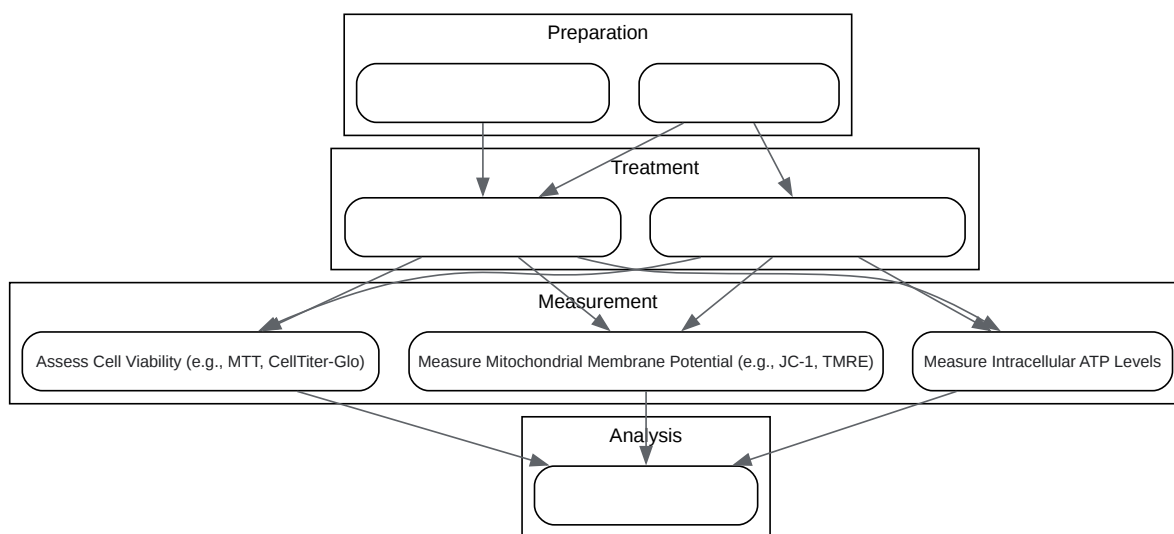 Preparation
Treatment
Measurement
Assess Cell Viability (e.g., MTT, CellTiter-Glo)
Measure Mitochondrial Membrane Potential (e.g., JC-1, TMRE)
Measure Intracellular ATP Levels
Analysis